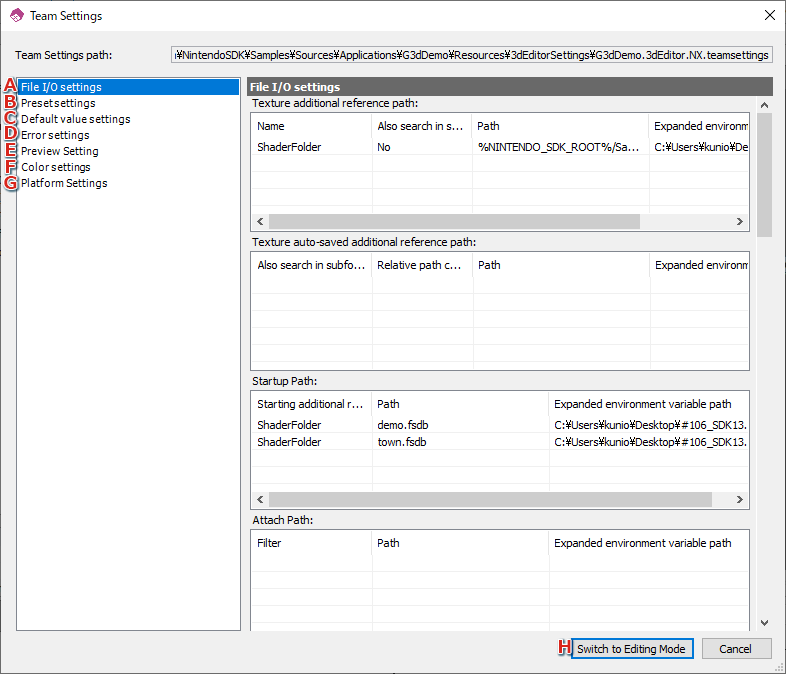 Team Settings
Team Settings path: ¥NintendoSDK¥Samples¥Sources¥Applications¥G3dDemo¥Resources¥3dEditorSettings¥G3dDemo.3dEditor.NX.teamsettings
A File I/O settings
B Preset settings
C Default value settings
D Error settings
E Preview Setting
F Color settings
G Platform Settings
File I/O settings
Texture additional reference path:
Name Also search in s... Path Expanded environm
ShaderFolder No %NINTENDO_SDK_ROOT%/Sa... C:¥Users¥kunio¥De
Texture auto-saved additional reference path:
Also search in subfo... Relative path c... Path Expanded environm
Startup Path:
Starting additional r... Path Expanded environment variable path
ShaderFolder demo.fsdb C:¥Users¥kunio¥Desktop¥#106_SDK13.
ShaderFolder town.fsdb C:¥Users¥kunio¥Desktop¥#106_SDK13.
Attach Path:
Filter Path Expanded environment variable path
H Switch to Editing Mode Cancel